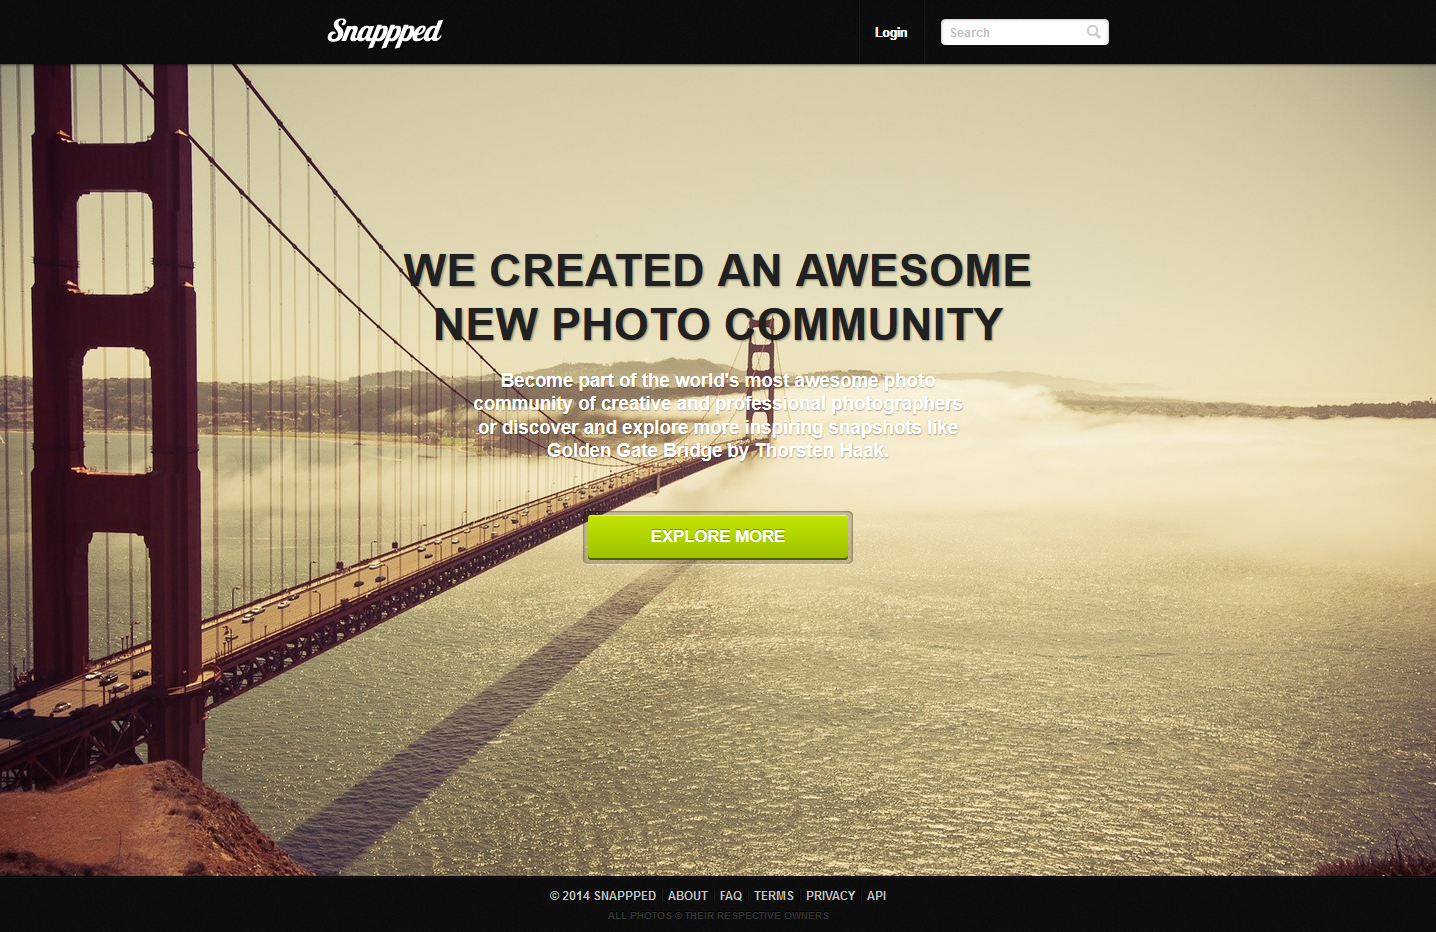 Snappped
Login
Search
WE CREATED AN AWESOME
NEW PHOTO COMMUNITY
Become part of the world's most awesome photo
community of creative and professional photographers
or discover and explore more inspiring snapshots like
Golden Gate Bridge by Thorsten Haak.
EXPLORE MORE
© 2014 SNAPPPED ABOUT FAQ TERMS PRIVACY API
ALL PHOTOS © THEIR RESPECTIVE OWNERS